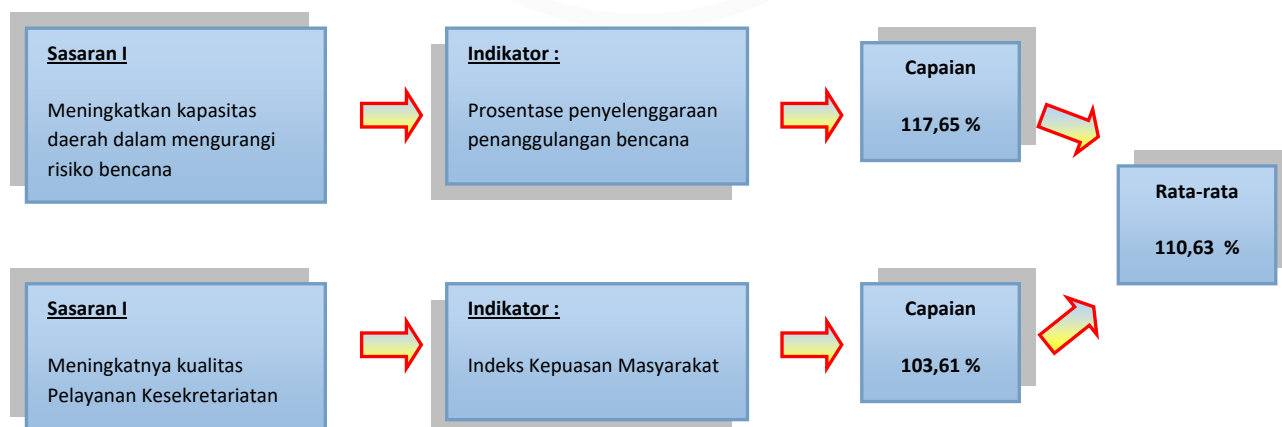 Sasaran I
Meningkatkan kapasitas
daerah dalam mengurangi
risiko bencana
Indikator :
Prosentase penyelenggaraan
penanggulangan bencana
Capaian
117,65 %
Rata-rata
110,63 %
Sasaran I
Meningkatnya kualitas
Pelayanan Kesekretariatan
Indikator :
Indeks Kepuasan Masyarakat
Capaian
103,61 %